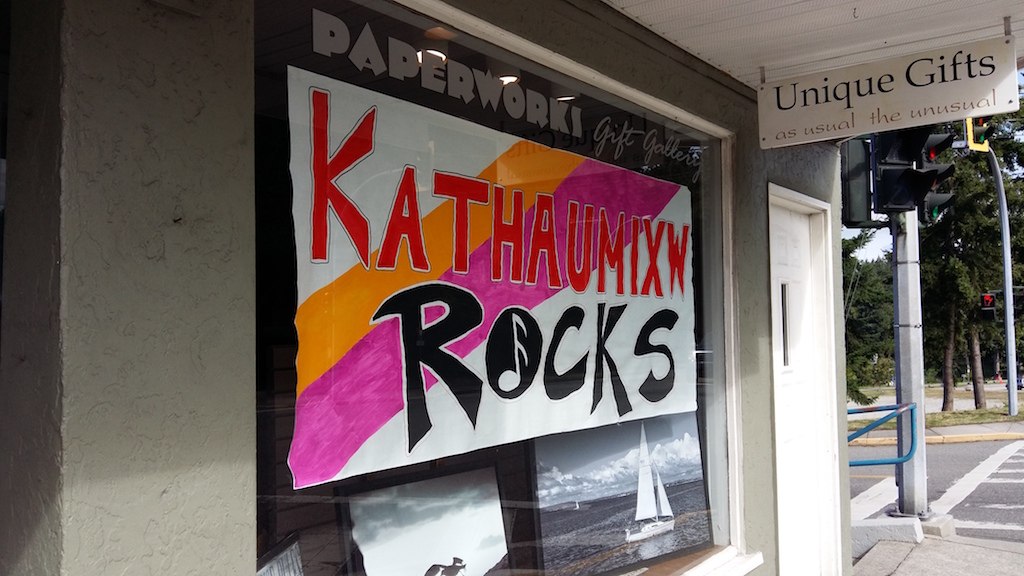 PAPERWORKS
Gift Gallery
KATHAUMIXW
ROCKS
Unique Gifts
as usual the unusual